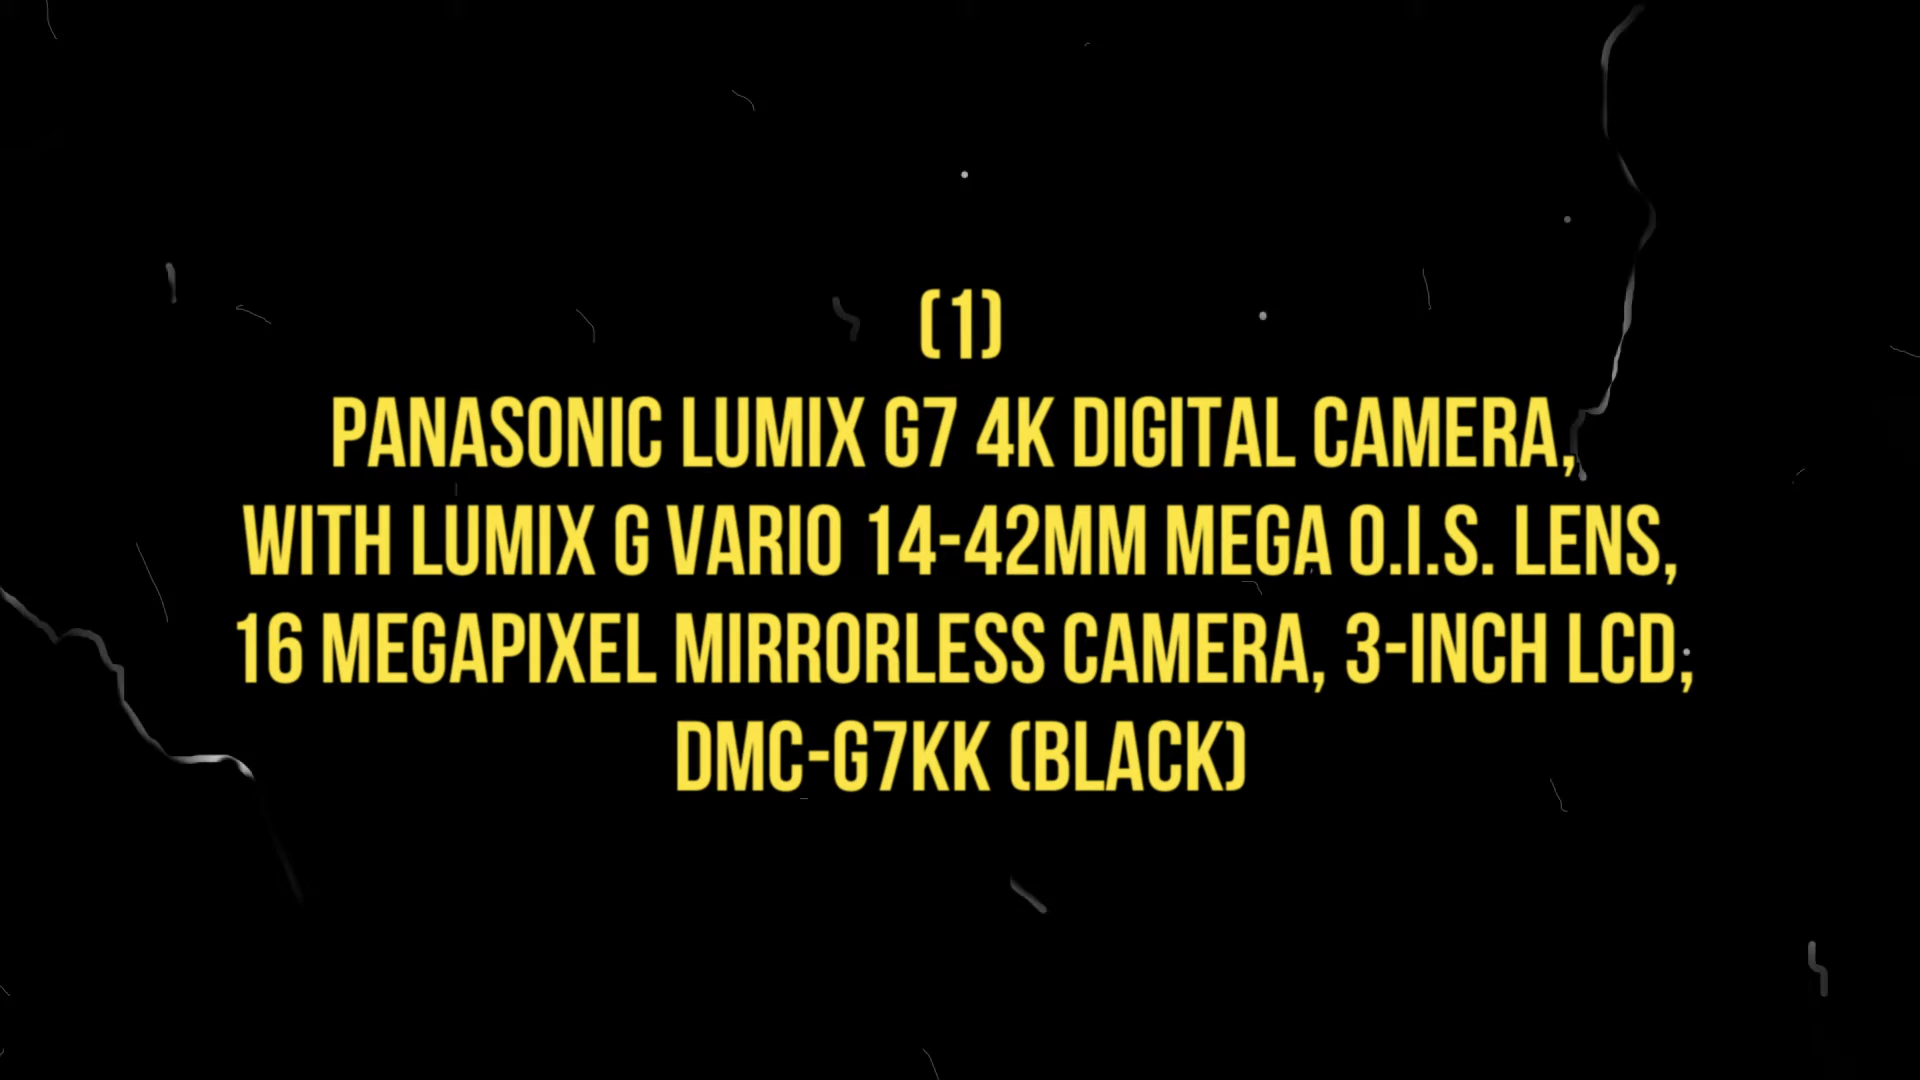 (1)
PANASONIC LUMIX G7 4K DIGITAL CAMERA,
WITH LUMIX G VARIO 14-42MM MEGA O.I.S. LENS,
16 MEGAPIXEL MIRRORLESS CAMERA, 3-INCH LCD,
DMC-G7KK (BLACK)